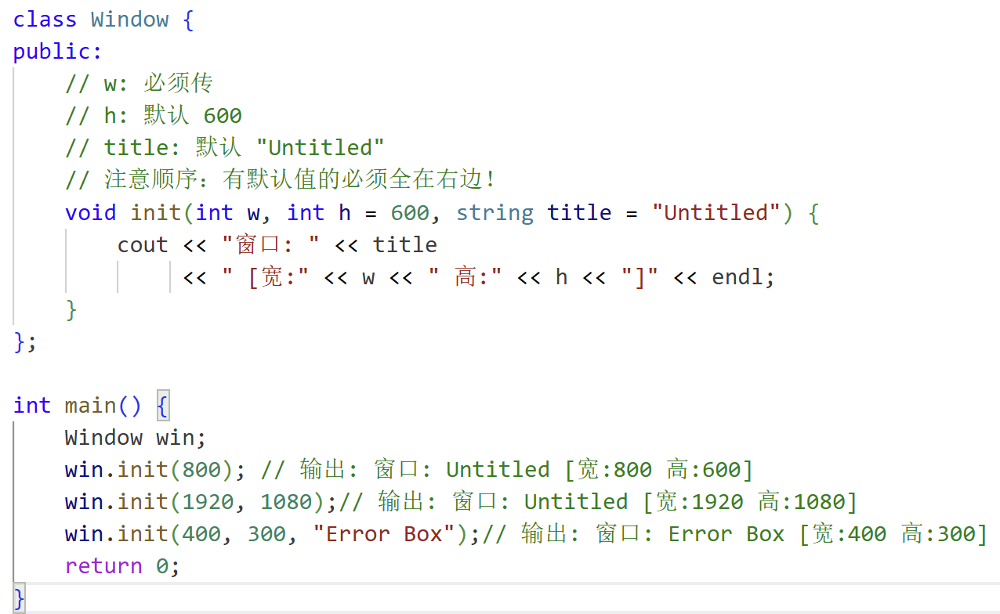 class Window {
public:
    // w: 必须传
    // h: 默认 600
    // title: 默认 "Untitled"
    // 注意顺序：有默认值的必须全在右边！
    void init(int w, int h = 600, string title = "Untitled") {
        cout << "窗口: " << title
             << " [宽:" << w << " 高:" << h << "]" << endl;
    }
};

int main() {
    Window win;
    win.init(800); // 输出: 窗口: Untitled [宽:800 高:600]
    win.init(1920, 1080);// 输出: 窗口: Untitled [宽:1920 高:1080]
    win.init(400, 300, "Error Box");// 输出: 窗口: Error Box [宽:400 高:300]
    return 0;
}